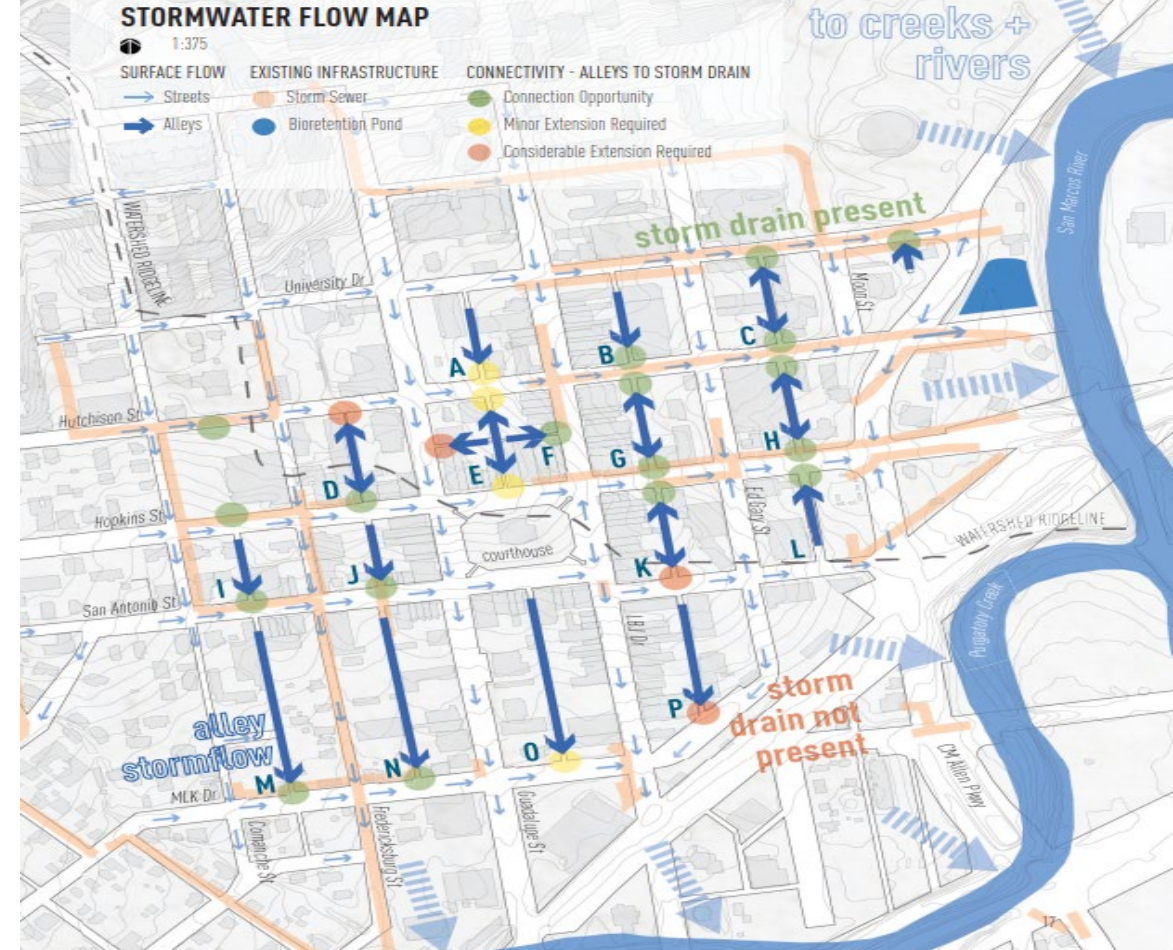 STORMWATER FLOW MAP
1:375
SURFACE FLOW
Streets
Alleys
EXISTING INFRASTRUCTURE
Storm Sewer
Bioretention Pond
CONNECTIVITY - ALLEYS TO STORM DRAIN
Connection Opportunity
Minor Extension Required
Considerable Extension Required
to creeks +
rivers
San Marcos River
WATERSHED RIDGELINE
storm drain present
University Dr
Moon St
A
B
C
Hutchison St
D
E
F
G
H
Hopkins St
Ed Gary St
WATERSHED RIDGELINE
courthouse
I
J
K
L
San Antonio St
LBJ Dr
Purgatory Creek
storm
drain not
present
P
alley
stormflow
M
N
O
MLK Dr
CM Allen PWY
Comanche St
Fredericksburg St
Guadalupe St
17